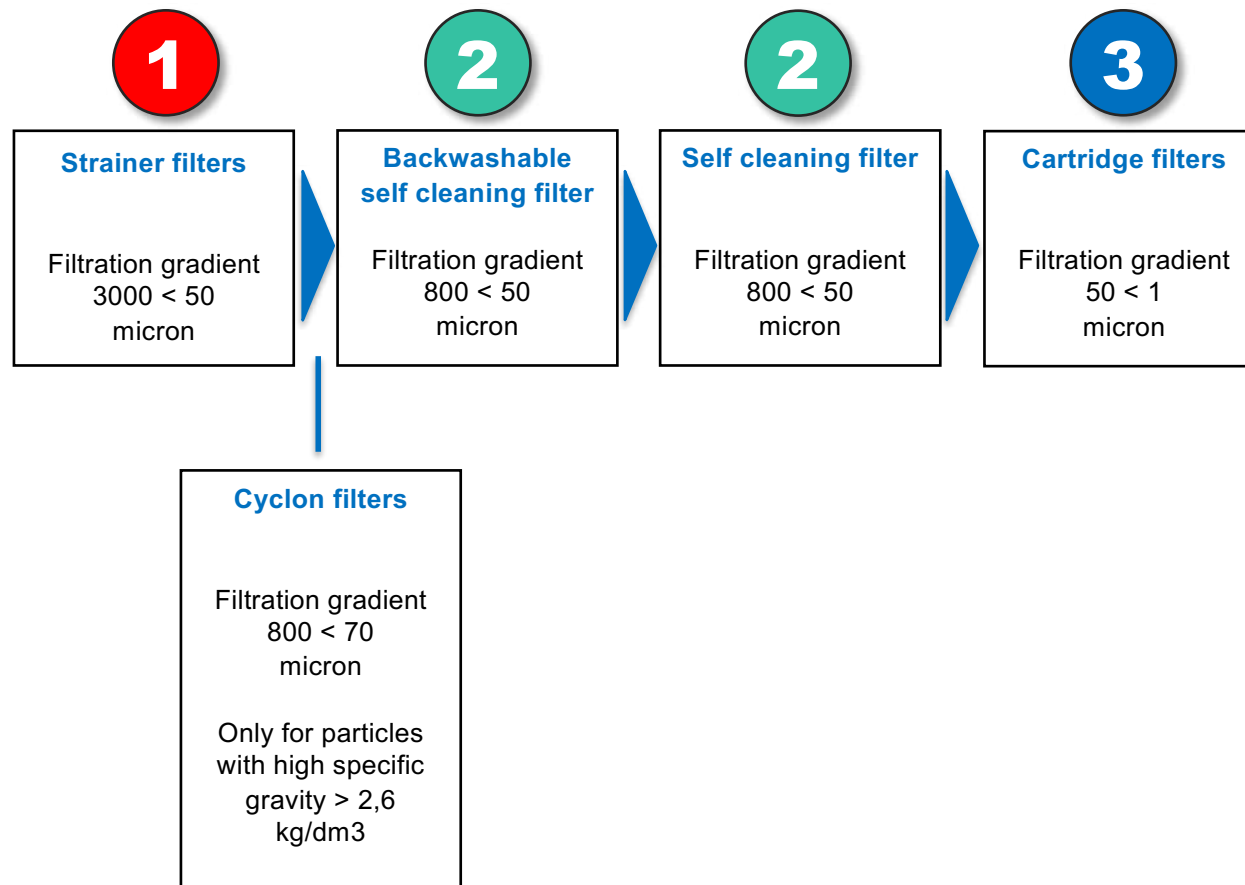 1
Strainer filters
Filtration gradient
3000 < 50
micron
2
Backwashable
self cleaning filter
Filtration gradient
800 < 50
micron
2
Self cleaning filter
Filtration gradient
800 < 50
micron
3
Cartridge filters
Filtration gradient
50 < 1
micron
Cyclon filters
Filtration gradient
800 < 70
micron
Only for particles
with high specific
gravity > 2,6
kg/dm3